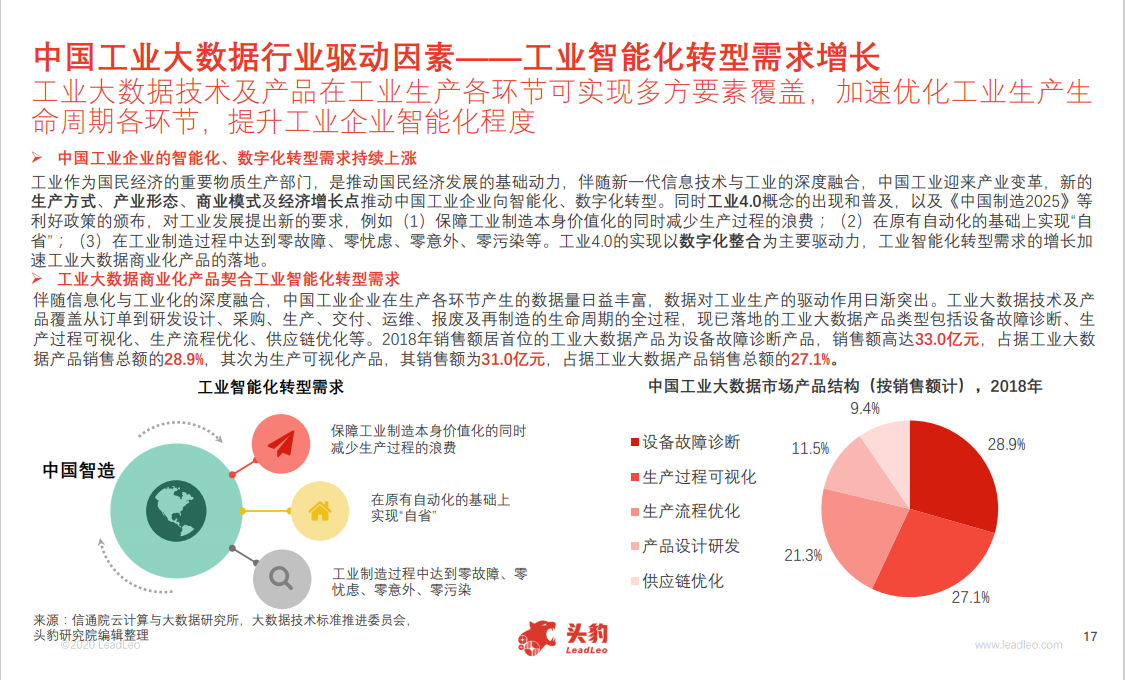 中国工业大数据行业驱动因素——工业智能化转型需求增长
工业大数据技术及产品在工业生产各环节可实现多方要素覆盖，加速优化工业生产生
命周期各环节，提升工业企业智能化程度
➢ 中国工业企业的智能化、数字化转型需求持续上涨
工业作为国民经济的重要物质生产部门，是推动国民经济发展的基础动力，伴随新一代信息技术与工业的深度融合，中国工业迎来产业变革，新的
生产方式、产业形态、商业模式及经济增长点推动中国工业企业向智能化、数字化转型。同时工业4.0概念的出现和普及，以及《中国制造2025》等
利好政策的颁布，对工业发展提出新的要求，例如（1）保障工业制造本身价值化的同时减少生产过程的浪费；（2）在原有自动化的基础上实现“自
省”；（3）在工业制造过程中达到零故障、零忧虑、零意外、零污染等。工业4.0的实现以数字化整合为主要驱动力，工业智能化转型需求的增长加
速工业大数据商业化产品的落地。
➢ 工业大数据商业化产品契合工业智能化转型需求
伴随信息化与工业化的深度融合，中国工业企业在生产各环节产生的数据量日益丰富，数据对工业生产的驱动作用日渐突出。工业大数据技术及产
品覆盖从订单到研发设计、采购、生产、交付、运维、报废及再制造的生命周期的全过程，现已落地的工业大数据产品类型包括设备故障诊断、生
产过程可视化、生产流程优化、供应链优化等。2018年销售额居首位的工业大数据产品为设备故障诊断产品，销售额高达33.0亿元，占据工业大数
据产品销售总额的28.9%，其次为生产可视化产品，其销售额为31.0亿元，占据工业大数据产品销售总额的27.1%。
工业智能化转型需求
中国智造
保障工业制造本身价值化的同时
减少生产过程的浪费
在原有自动化的基础上
实现“自省”
工业制造过程中达到零故障、零
忧虑、零意外、零污染
中国工业大数据市场产品结构（按销售额计），2018年
设备故障诊断
生产过程可视化
生产流程优化
产品设计研发
供应链优化
9.4%
28.9%
11.5%
21.3%
27.1%
来源：信通院云计算与大数据研究所，大数据技术标准推进委员会，
头豹研究院编辑整理
©2020 LeadLeo
头豹
LeadLeo
www.leadleo.com
17